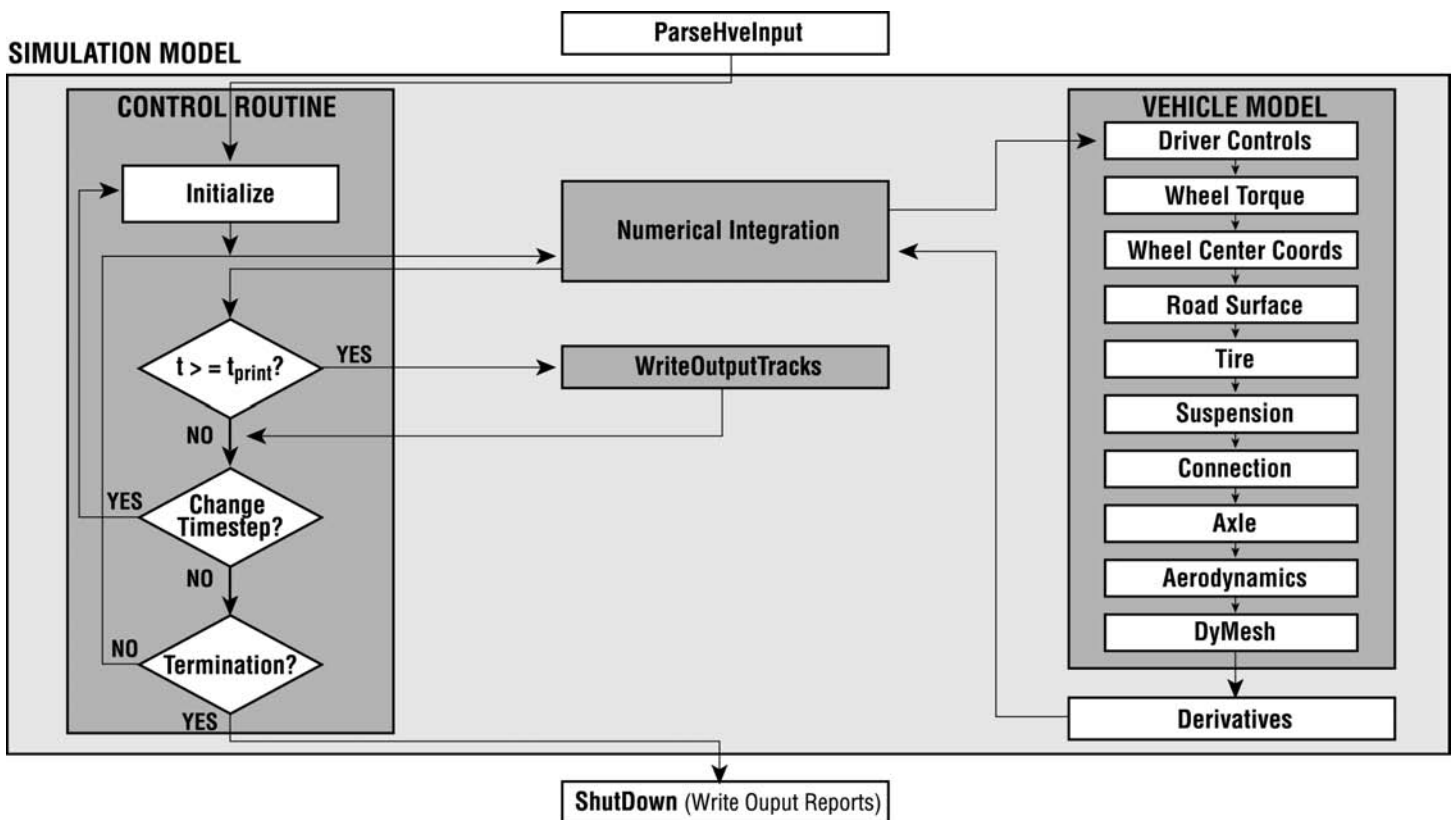 ParseHveInput
SIMULATION MODEL
CONTROL ROUTINE
Initialize
t > = tprint?
YES
NO
Change
Timestep?
YES
NO
Termination?
NO
YES
Numerical Integration
WriteOutputTracks
VEHICLE MODEL
Driver Controls
Wheel Torque
Wheel Center Coords
Road Surface
Tire
Suspension
Connection
Axle
Aerodynamics
DyMesh
Derivatives
ShutDown (Write Ouput Reports)